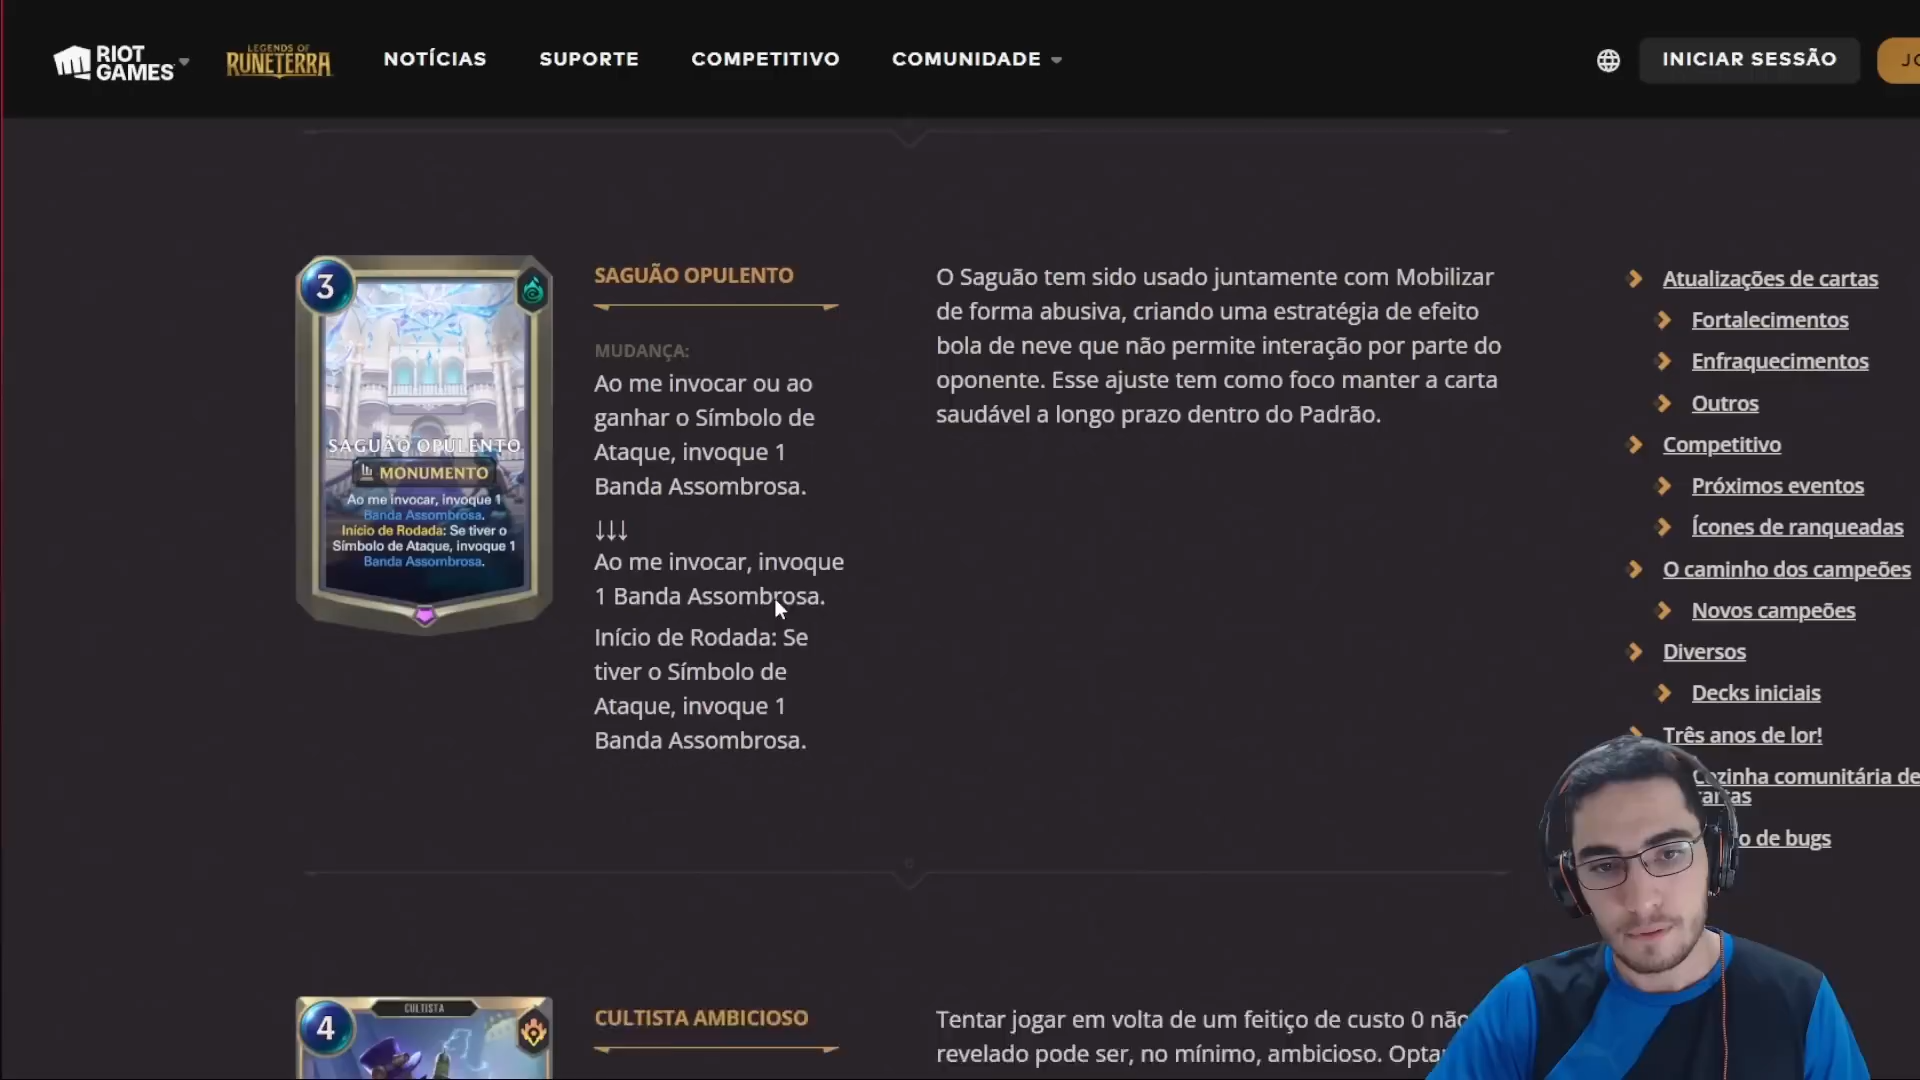 RIOT GAMES
LEGENDS OF RUNETERRA
NOTÍCIAS
SUPORTE
COMPETITIVO
COMUNIDADE
INICIAR SESSÃO
3
SAGUÃO OPULENTO
MONUMENTO
Ao me invocar, invoque 1
Banda Assombrosa.
Início de Rodada: Se tiver o
Símbolo de Ataque, invoque 1
Banda Assombrosa.
SAGUÃO OPULENTO
MUDANÇA:
Ao me invocar ou ao
ganhar o Símbolo de
Ataque, invoque 1
Banda Assombrosa.
↓↓↓
Ao me invocar, invoque
1 Banda Assombrosa.
Início de Rodada: Se
tiver o Símbolo de
Ataque, invoque 1
Banda Assombrosa.
O Saguão tem sido usado juntamente com Mobilizar
de forma abusiva, criando uma estratégia de efeito
bola de neve que não permite interação por parte do
oponente. Esse ajuste tem como foco manter a carta
saudável a longo prazo dentro do Padrão.
Atualizações de cartas
Fortalecimentos
Enfraquecimentos
Outros
Competitivo
Próximos eventos
Ícones de ranqueadas
O caminho dos campeões
Novos campeões
Diversos
Decks iniciais
Três anos de lor!
Cozinha comunitária de
cartas
o de bugs
4
CULTISTA
CULTISTA AMBICIOSO
Tentar jogar em volta de um feitiço de custo 0 não
revelado pode ser, no mínimo, ambicioso.